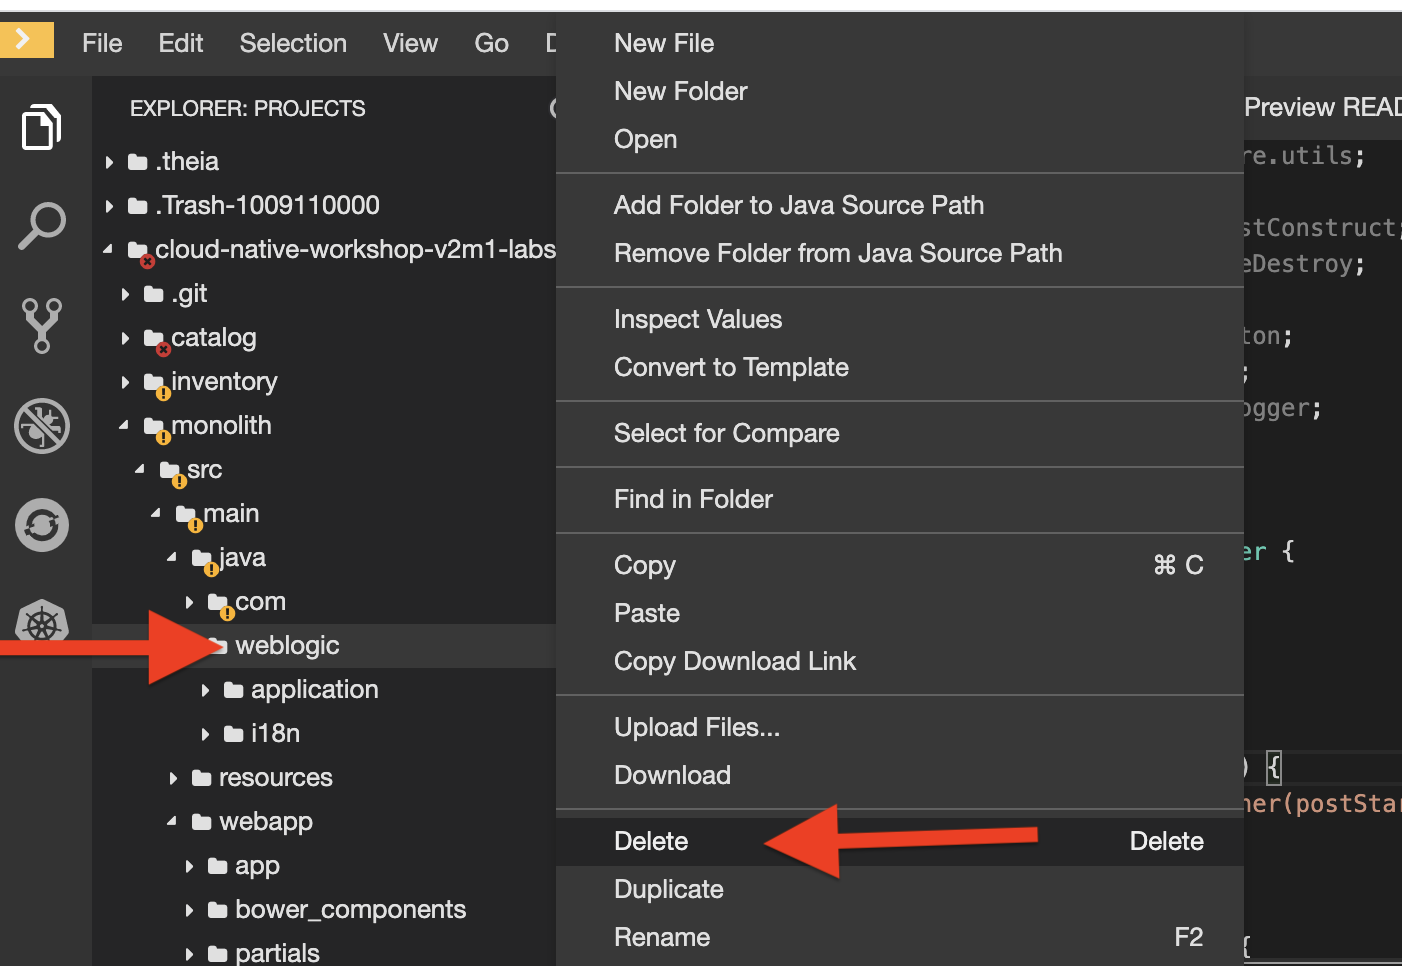 File Edit Selection View Go
EXPLORER: PROJECTS
.theia
.Trash-1009110000
cloud-native-workshop-v2m1-labs
.git
catalog
inventory
monolith
src
main
java
com
weblogic
application
i18n
resources
webapp
app
bower_components
partials
New File
New Folder
Open
Add Folder to Java Source Path
Remove Folder from Java Source Path
Inspect Values
Convert to Template
Select for Compare
Find in Folder
Copy ⌘ C
Paste
Copy Download Link
Upload Files...
Download
Delete Delete
Duplicate
Rename F2
Preview READ
re.utils;
stConstruct;
eDestroy;
ton;
;
ogger;
er {
) {
ner(postStar
{